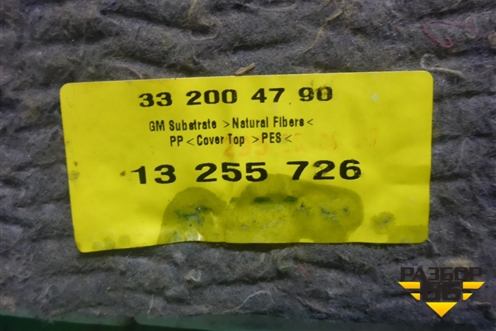 33 200 47 90
GM Substrate >Natural Fibers<
PP < Cover Top >PES<
13 255 726
РАЗБОР